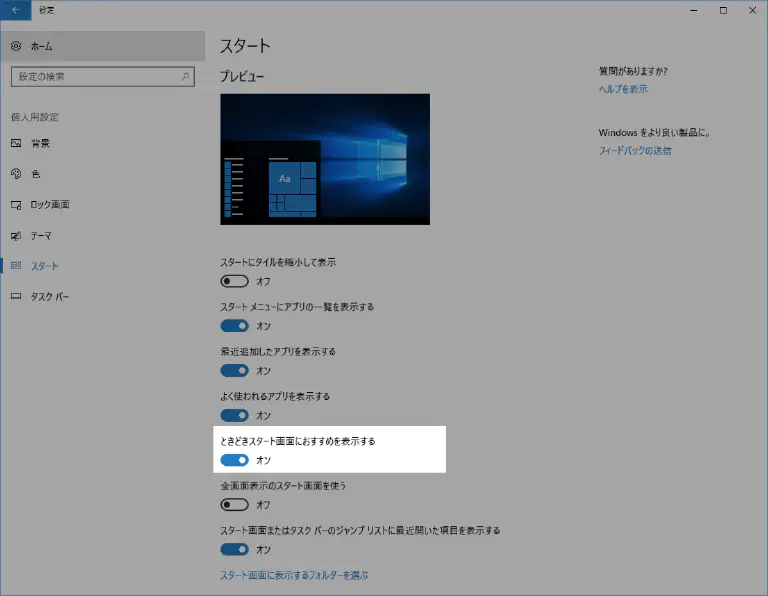 設定
ホーム
設定の検索
個人用設定
背景
色
ロック画面
テーマ
スタート
タスク バー
スタート
プレビュー
Aa
スタートにタイルを縮小して表示
オフ
スタート メニューにアプリの一覧を表示する
オン
最近追加したアプリを表示する
オン
よく使われるアプリを表示する
オン
ときどきスタート画面におすすめを表示する
オン
全画面表示のスタート画面を使う
オフ
スタート画面またはタスク バーのジャンプ リストに最近開いた項目を表示する
オン
スタート画面に表示するフォルダーを選ぶ
質問がありますか?
ヘルプを表示
Windows をより良い製品に。
フィードバックの送信